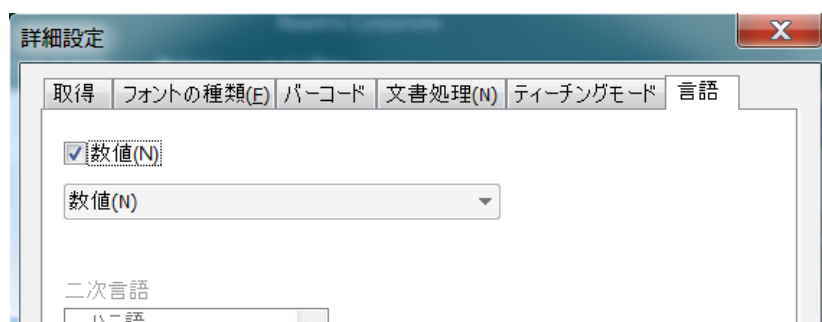 詳細設定
取得 フォントの種類(F) バーコード 文書処理(N) ティーチングモード 言語
数値(N)
数値(N)
二次言語